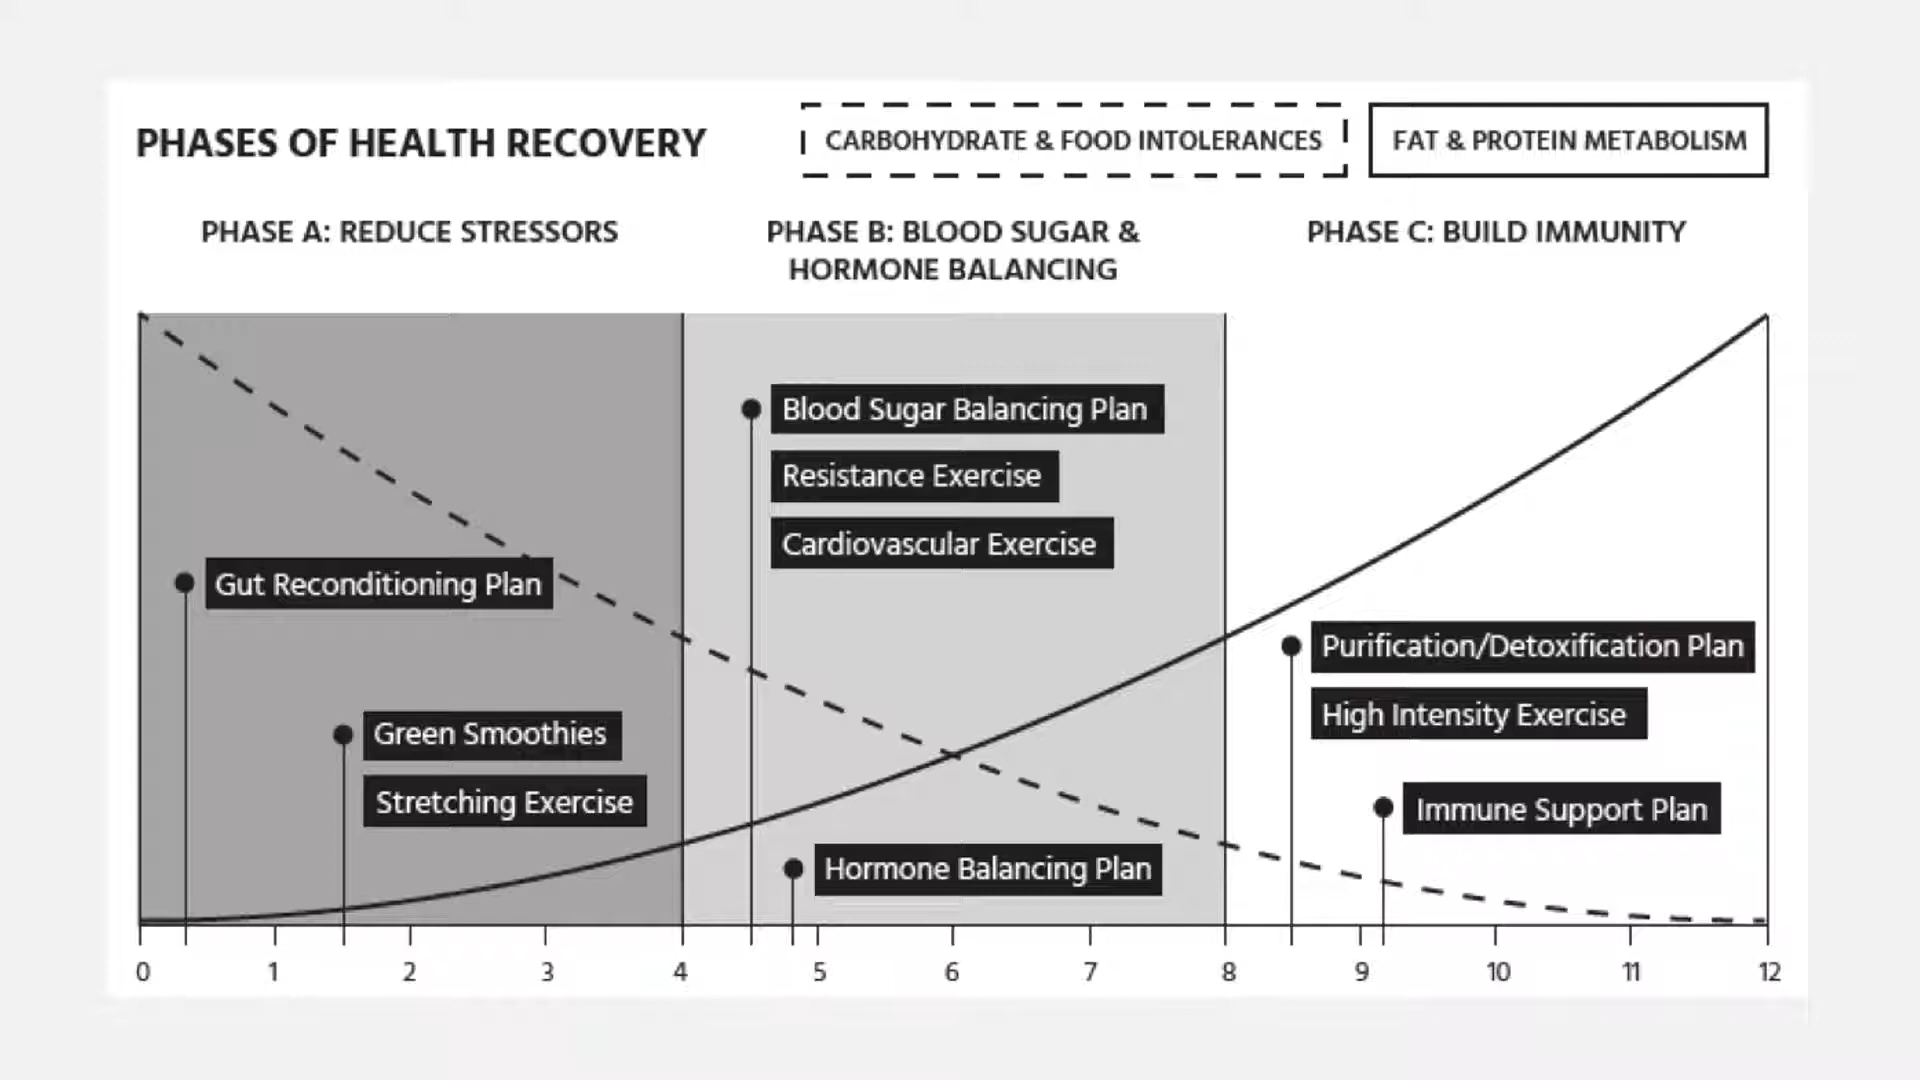 PHASES OF HEALTH RECOVERY
CARBOHYDRATE & FOOD INTOLERANCES
FAT & PROTEIN METABOLISM
PHASE A: REDUCE STRESSORS
PHASE B: BLOOD SUGAR &
HORMONE BALANCING
PHASE C: BUILD IMMUNITY
Gut Reconditioning Plan
Green Smoothies
Stretching Exercise
Blood Sugar Balancing Plan
Resistance Exercise
Cardiovascular Exercise
Hormone Balancing Plan
Purification/Detoxification Plan
High Intensity Exercise
Immune Support Plan
0 1 2 3 4 5 6 7 8 9 10 11 12